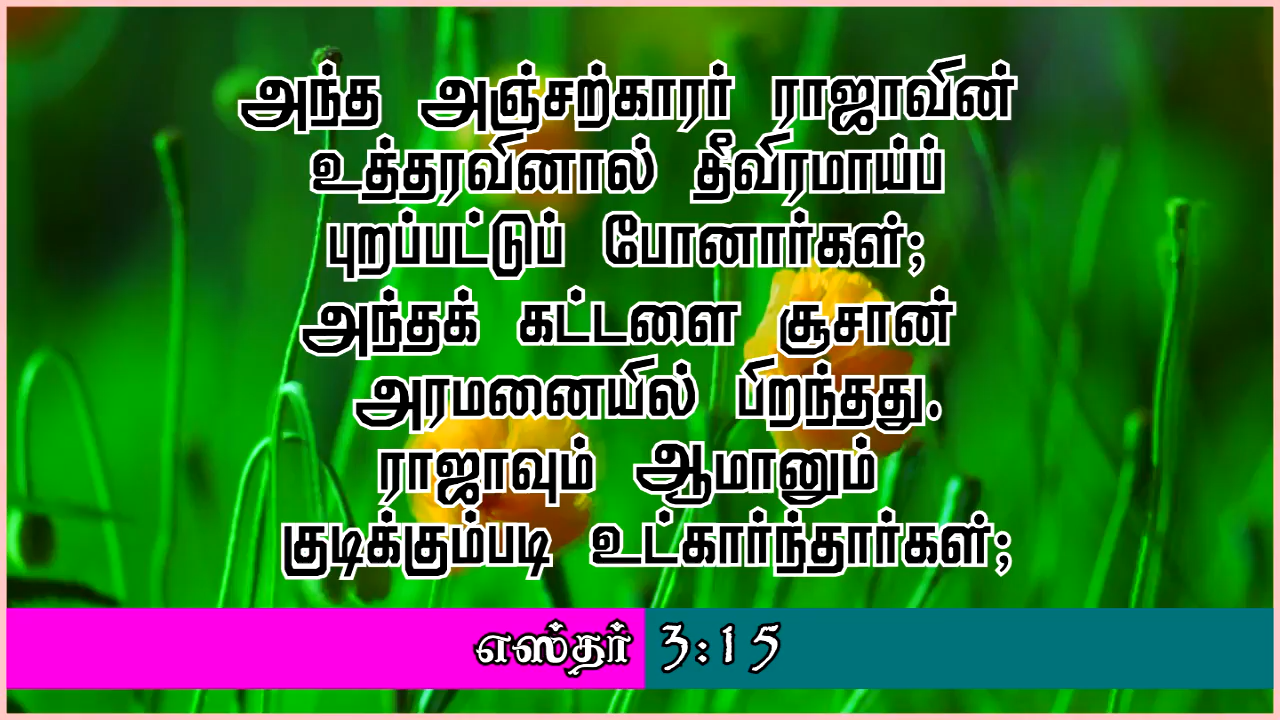 அந்த அஞ்சற்காரர் ராஜாவின்
உத்தரவினால் தீவிரமாய்ப்
புறப்பட்டுப் போனார்கள்;
அந்தக் கட்டளை சூசான்
அரமனையில் பிறந்தது.
ராஜாவும் ஆமானும்
குடிக்கும்படி உட்கார்ந்தார்கள்;
எஸ்தர் 3:15